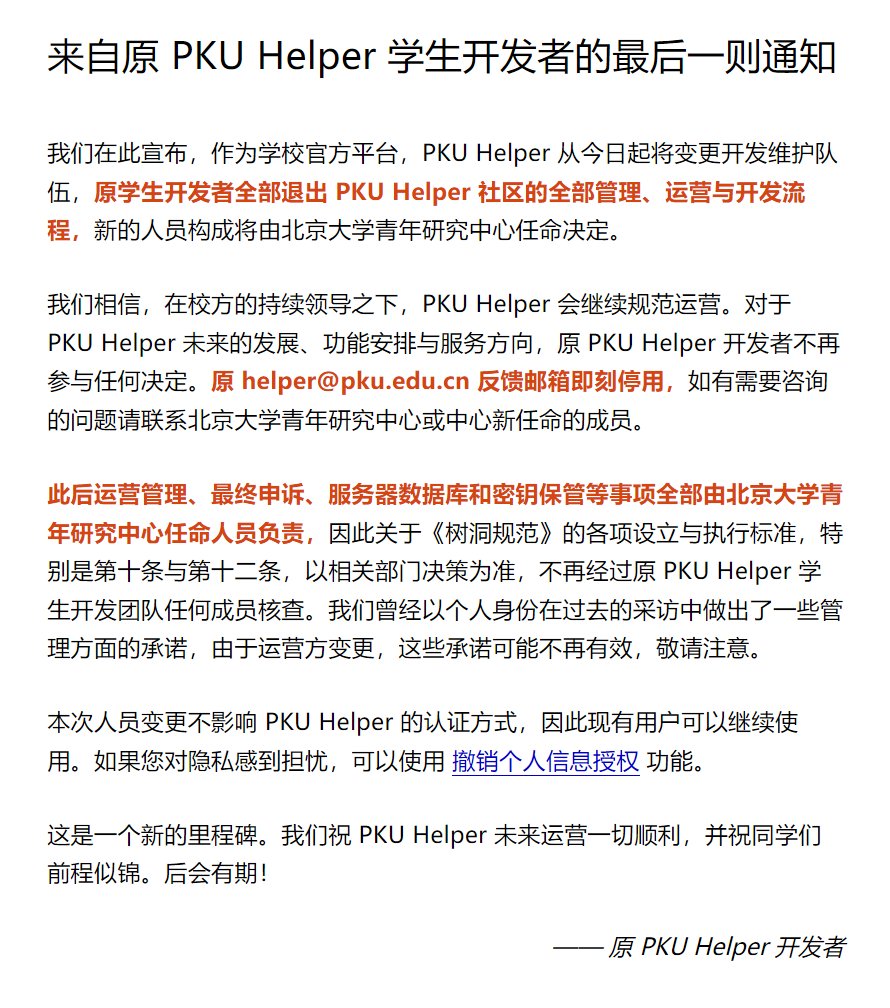 来自原 PKU Helper 学生开发者的最后一则通知
我们在此宣布，作为学校官方平台，PKU Helper 从今日起将变更开发维护队
伍，原学生开发者全部退出 PKU Helper 社区的全部管理、运营与开发流
程，新的人员构成将由北京大学青年研究中心任命决定。
我们相信，在校方的持续领导之下，PKU Helper 会继续规范运营。对于
PKU Helper 未来的发展、功能安排与服务方向，原 PKU Helper 开发者不再
参与任何决定。原 helper@pku.edu.cn 反馈邮箱即刻停用，如有需要咨询
的问题请联系北京大学青年研究中心或中心新任命的成员。
此后运营管理、最终申诉、服务器数据库和密钥保管等事项全部由北京大学青
年研究中心任命人员负责，因此关于《树洞规范》的各项设立与执行标准，特
别是第十条与第十二条，以相关部门决策为准，不再经过原 PKU Helper 学
生开发团队任何成员核查。我们曾经以个人身份在过去的采访中做出了一些管
理方面的承诺，由于运营方变更，这些承诺可能不再有效，敬请注意。
本次人员变更不影响 PKU Helper 的认证方式，因此现有用户可以继续使
用。如果您对隐私感到担忧，可以使用 撤销个人信息授权 功能。
这是一个新的里程碑。我们祝 PKU Helper 未来运营一切顺利，并祝同学们
前程似锦。后会有期！
—— 原 PKU Helper 开发者